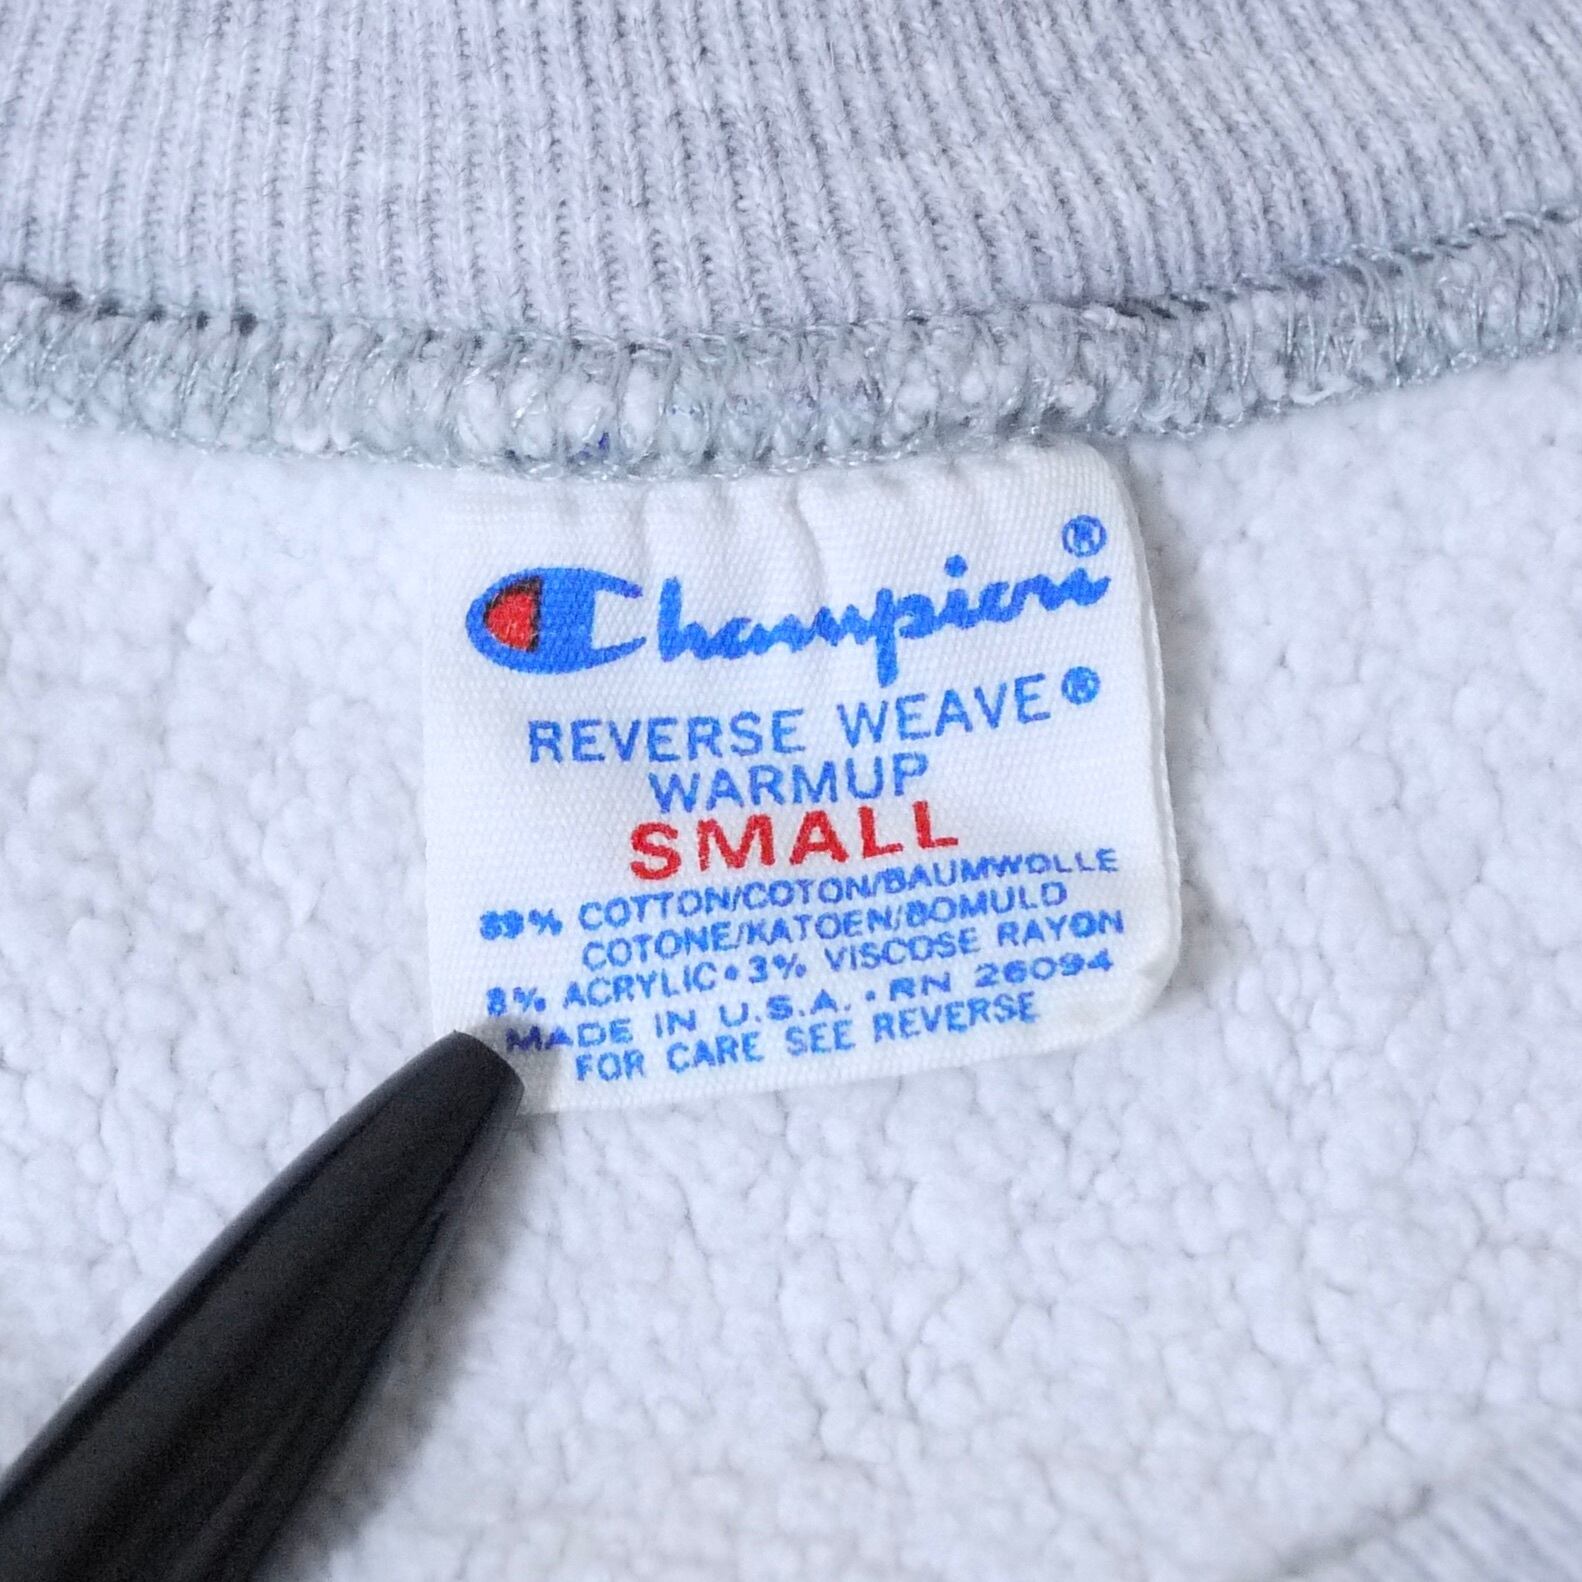 Champion®
REVERSE WEAVE®
WARMUP
SMALL
89% COTTON/COTON/BAUMWOLLE
COTONE/KATOEN/BOMULD
8% ACRYLIC•3% VISCOSE RAYON
MADE IN U.S.A. • RN 26094
FOR CARE SEE REVERSE